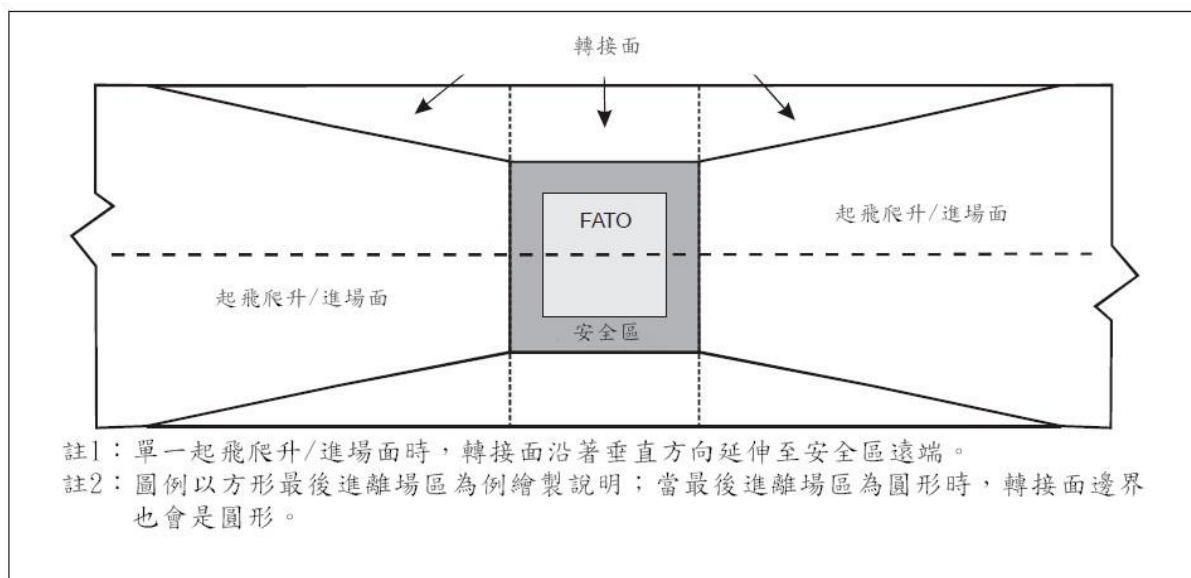 轉接面
起飛爬升/進場面
FATO
起飛爬升/進場面
安全區
註1：單一起飛爬升/進場面時，轉接面沿著垂直方向延伸至安全區遠端。
註2：圖例以方形最後進離場區為例繪製說明；當最後進離場區為圓形時，轉接面邊界
也會是圓形。